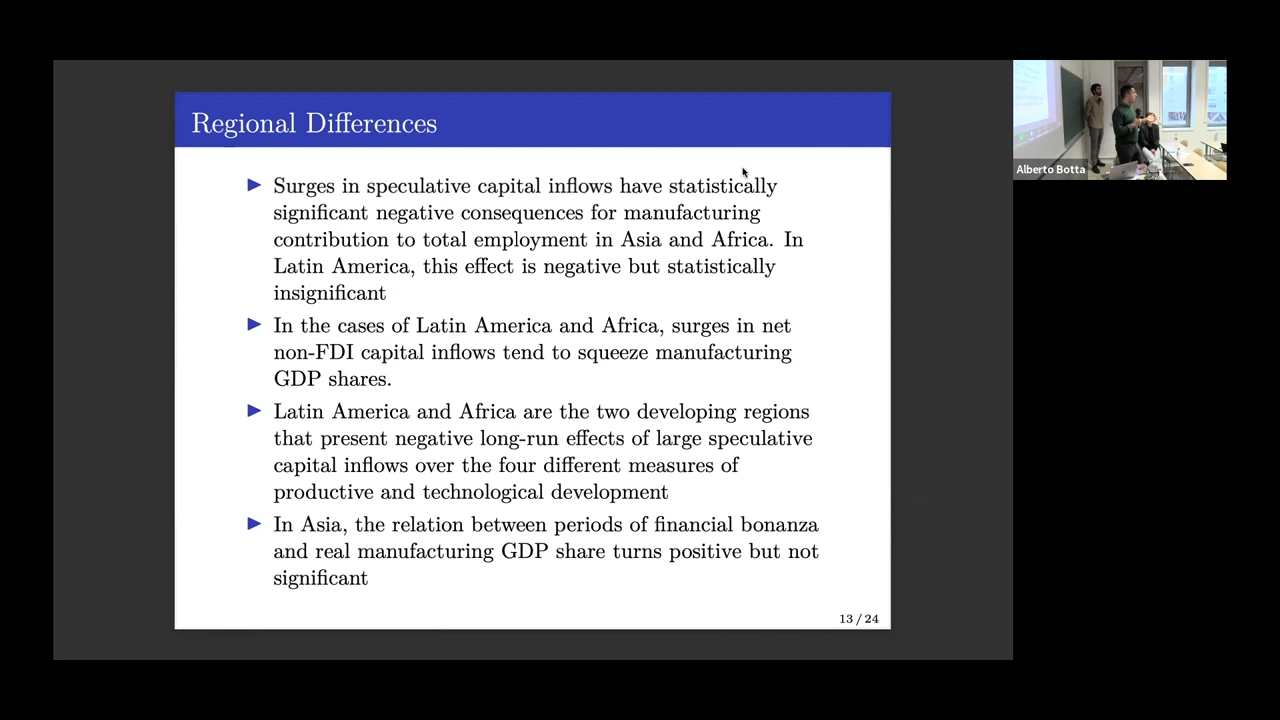 Regional Differences
Surges in speculative capital inflows have statistically
significant negative consequences for manufacturing
contribution to total employment in Asia and Africa. In
Latin America, this effect is negative but statistically
insignificant
In the cases of Latin America and Africa, surges in net
non-FDI capital inflows tend to squeeze manufacturing
GDP shares.
Latin America and Africa are the two developing regions
that present negative long-run effects of large speculative
capital inflows over the four different measures of
productive and technological development
In Asia, the relation between periods of financial bonanza
and real manufacturing GDP share turns positive but not
significant
13 / 24
Alberto Botta